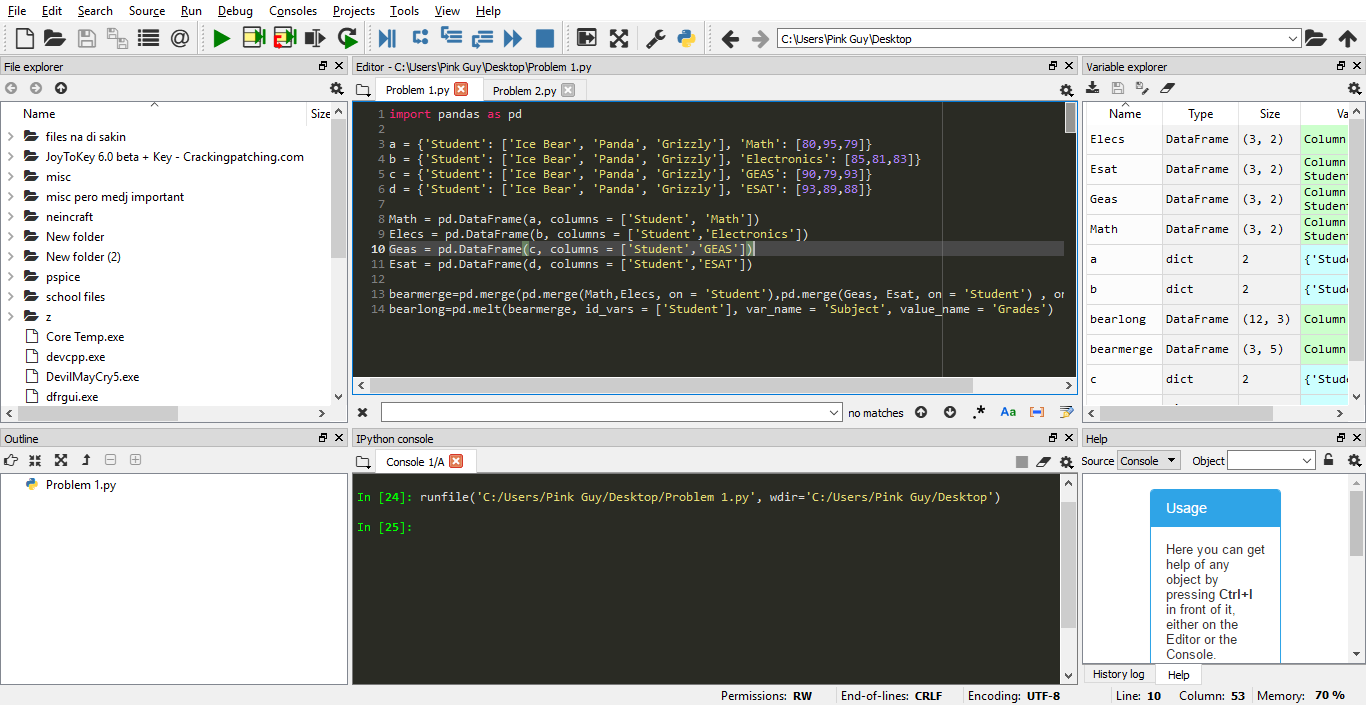 File Edit Search Source Run Debug Consoles Projects Tools View Help
C:\Users\Pink Guy\Desktop
File explorer
Name Size
files na di sakin
JoyToKey 6.0 beta + Key - Crackingpatching.com
misc
misc pero medj important
neincraft
New folder
New folder (2)
pspice
school files
z
Core Temp.exe
devcpp.exe
DevilMayCry5.exe
dfrgui.exe
Outline
Problem 1.py
Editor - C:\Users\Pink Guy\Desktop\Problem 1.py
Problem 1.py Problem 2.py
1 import pandas as pd
2
3 a = {'Student': ['Ice Bear', 'Panda', 'Grizzly'], 'Math': [80,95,79]}
4 b = {'Student': ['Ice Bear', 'Panda', 'Grizzly'], 'Electronics': [85,81,83]}
5 c = {'Student': ['Ice Bear', 'Panda', 'Grizzly'], 'GEAS': [90,79,93]}
6 d = {'Student': ['Ice Bear', 'Panda', 'Grizzly'], 'ESAT': [93,89,88]}
7
8 Math = pd.DataFrame(a, columns = ['Student', 'Math'])
9 Elecs = pd.DataFrame(b, columns = ['Student','Electronics'])
10 Geas = pd.DataFrame(c, columns = ['Student','GEAS'])
11 Esat = pd.DataFrame(d, columns = ['Student','ESAT'])
12
13 bearmerge=pd.merge(pd.merge(Math,Elecs, on = 'Student'),pd.merge(Geas, Esat, on = 'Student') , on
14 bearlong=pd.melt(bearmerge, id_vars = ['Student'], var_name = 'Subject', value_name = 'Grades')
no matches .* Aa
IPython console
Console 1/A
In [24]: runfile('C:/Users/Pink Guy/Desktop/Problem 1.py', wdir='C:/Users/Pink Guy/Desktop')
In [25]:
Variable explorer
Name Type Size Va
Elecs DataFrame (3, 2) Column
Esat DataFrame (3, 2) Column
Studen
Geas DataFrame (3, 2) Column
Studen
Math DataFrame (3, 2) Column
Studen
a dict 2 {'Stud
b dict 2 {'Stud
bearlong DataFrame (12, 3) Column
bearmerge DataFrame (3, 5) Column
c dict 2 {'Stud
Help
Source Console Object
Usage
Here you can get
help of any
object by
pressing Ctrl+I
in front of it,
either on the
Editor or the
Console.
History log Help
Permissions: RW End-of-lines: CRLF Encoding: UTF-8 Line: 10 Column: 53 Memory: 70 %